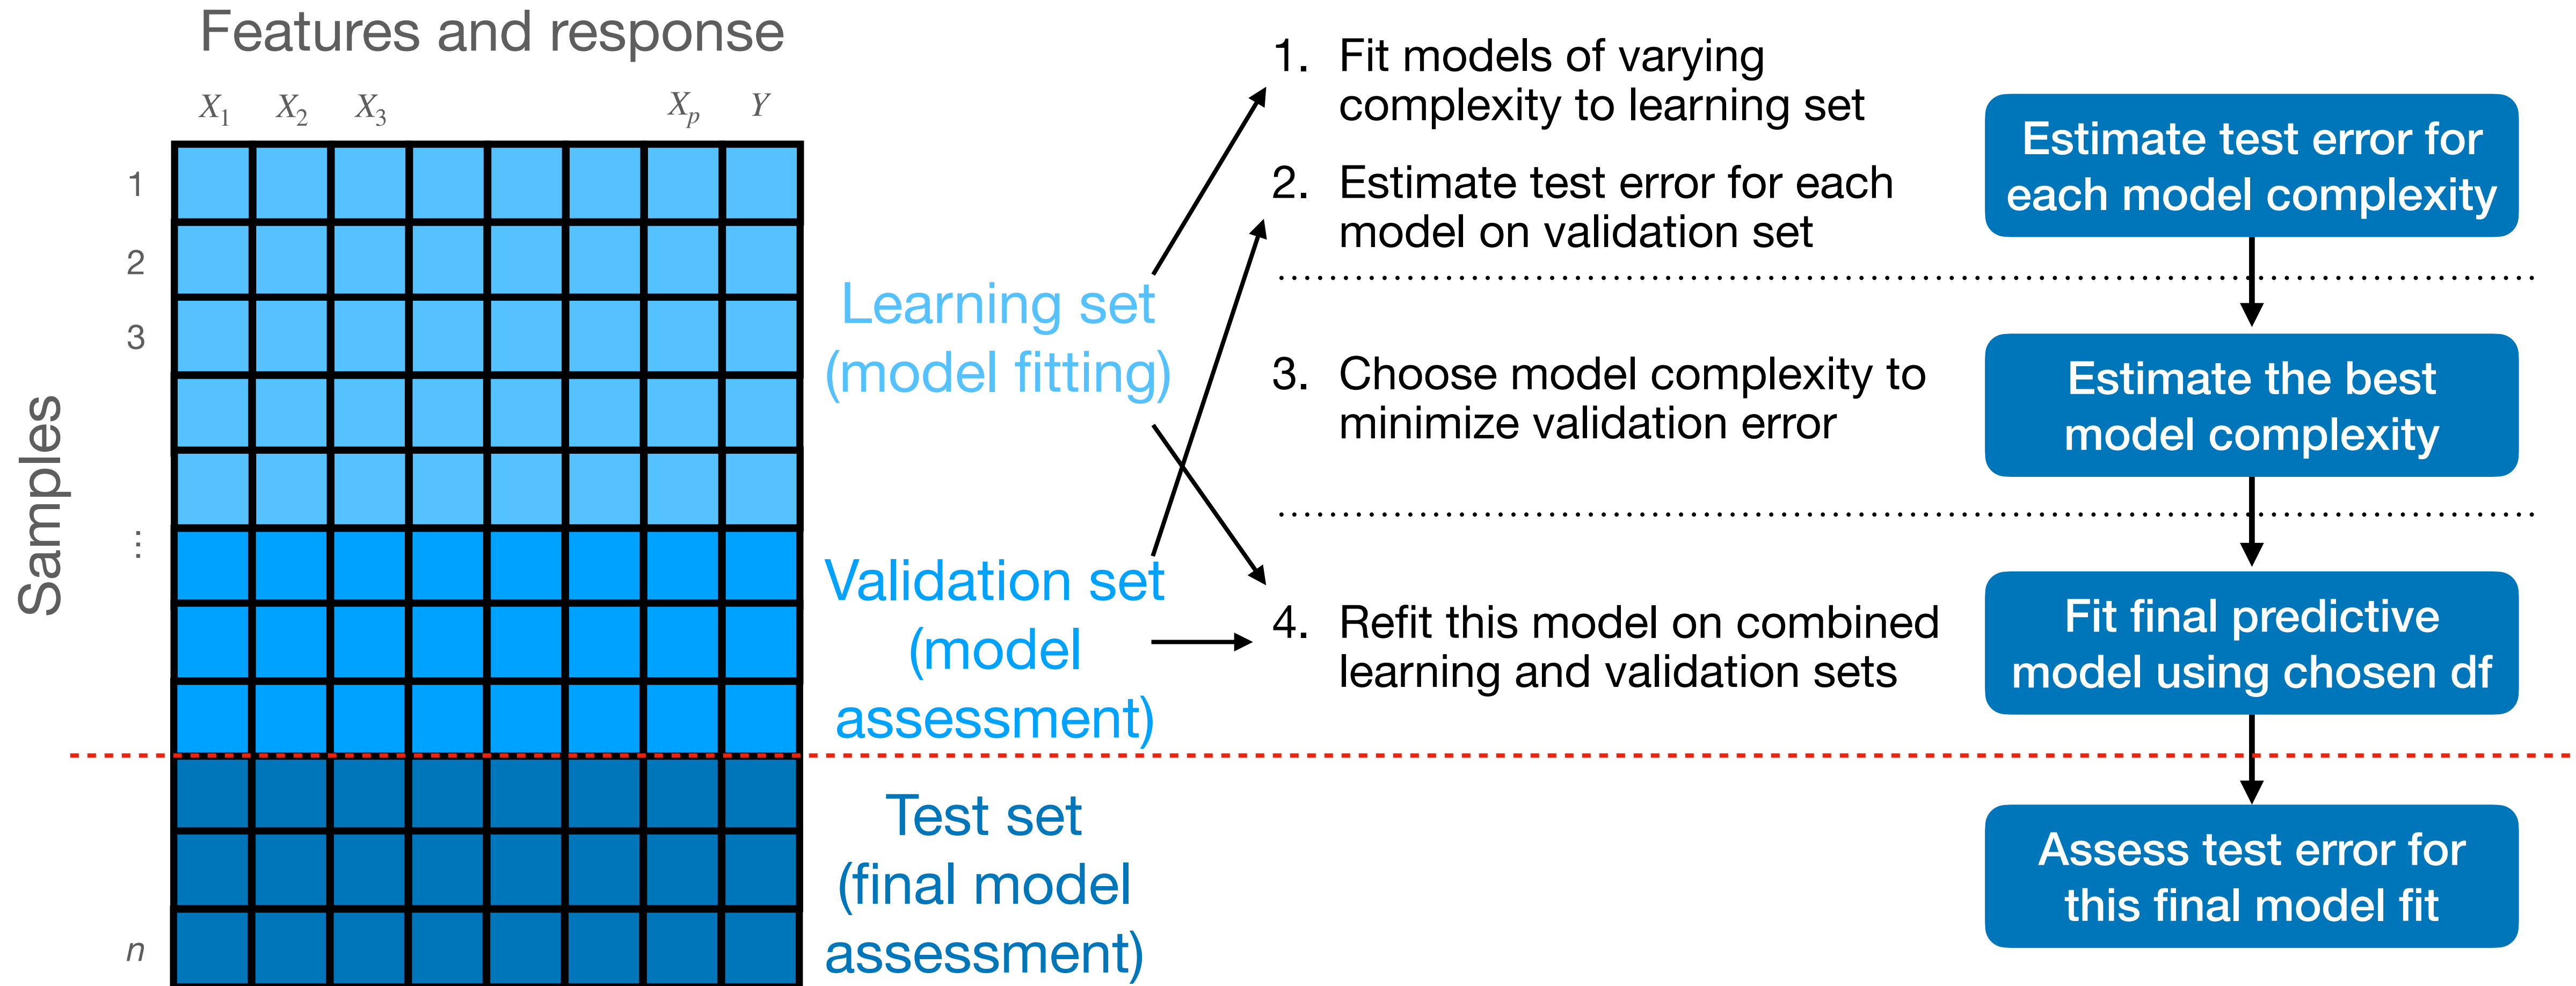 Features and response
X₁ X₂ X₃ Xₚ Y
Samples
1
2
3
⋮
n
Learning set
(model fitting)
Validation set
(model
assessment)
Test set
(final model
assessment)
1. Fit models of varying
complexity to learning set
2. Estimate test error for each
model on validation set
3. Choose model complexity to
minimize validation error
4. Refit this model on combined
learning and validation sets
Estimate test error for
each model complexity
Estimate the best
model complexity
Fit final predictive
model using chosen df
Assess test error for
this final model fit